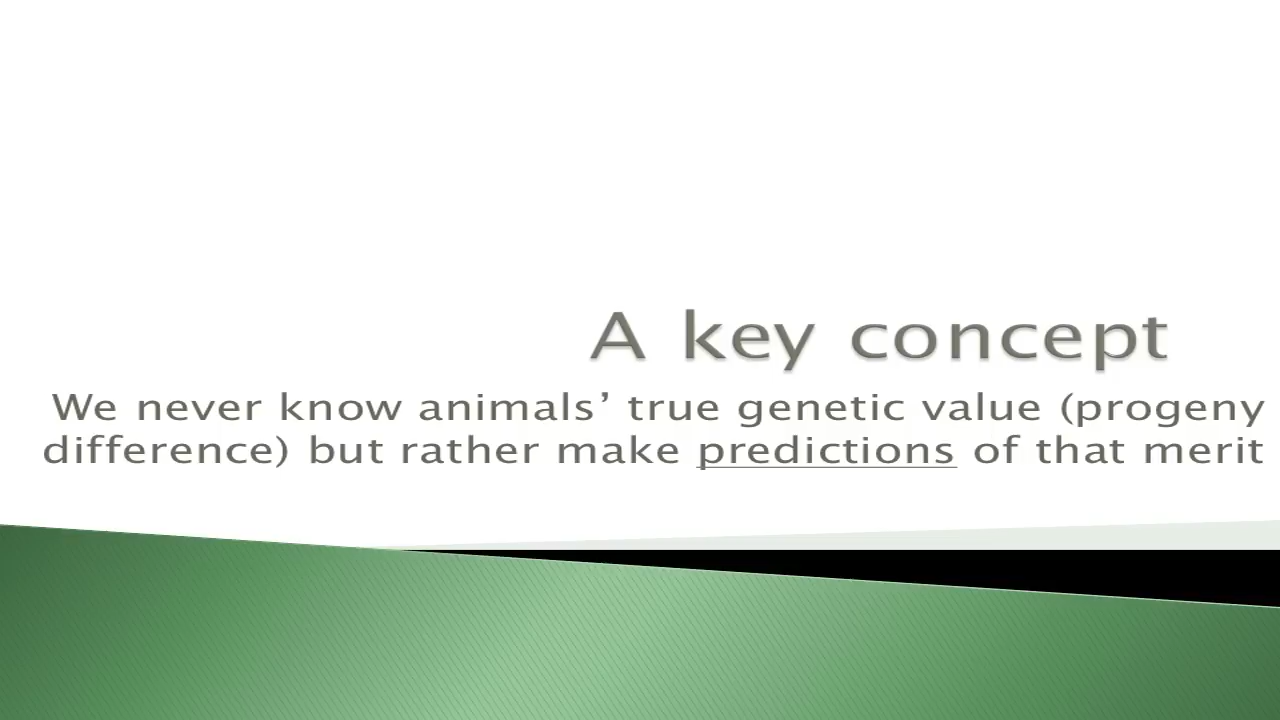 A key concept
We never know animals’ true genetic value (progeny
difference) but rather make predictions of that merit